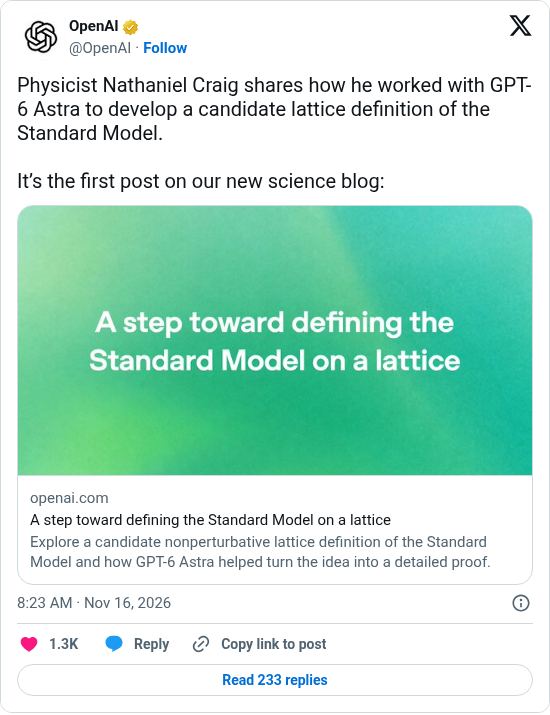 OpenAI
@OpenAI · Follow
Physicist Nathaniel Craig shares how he worked with GPT-
6 Astra to develop a candidate lattice definition of the
Standard Model.
It’s the first post on our new science blog:
A step toward defining the
Standard Model on a lattice
openai.com
A step toward defining the Standard Model on a lattice
Explore a candidate nonperturbative lattice definition of the Standard
Model and how GPT-6 Astra helped turn the idea into a detailed proof.
8:23 AM · Nov 16, 2026
1.3K Reply Copy link to post
Read 233 replies